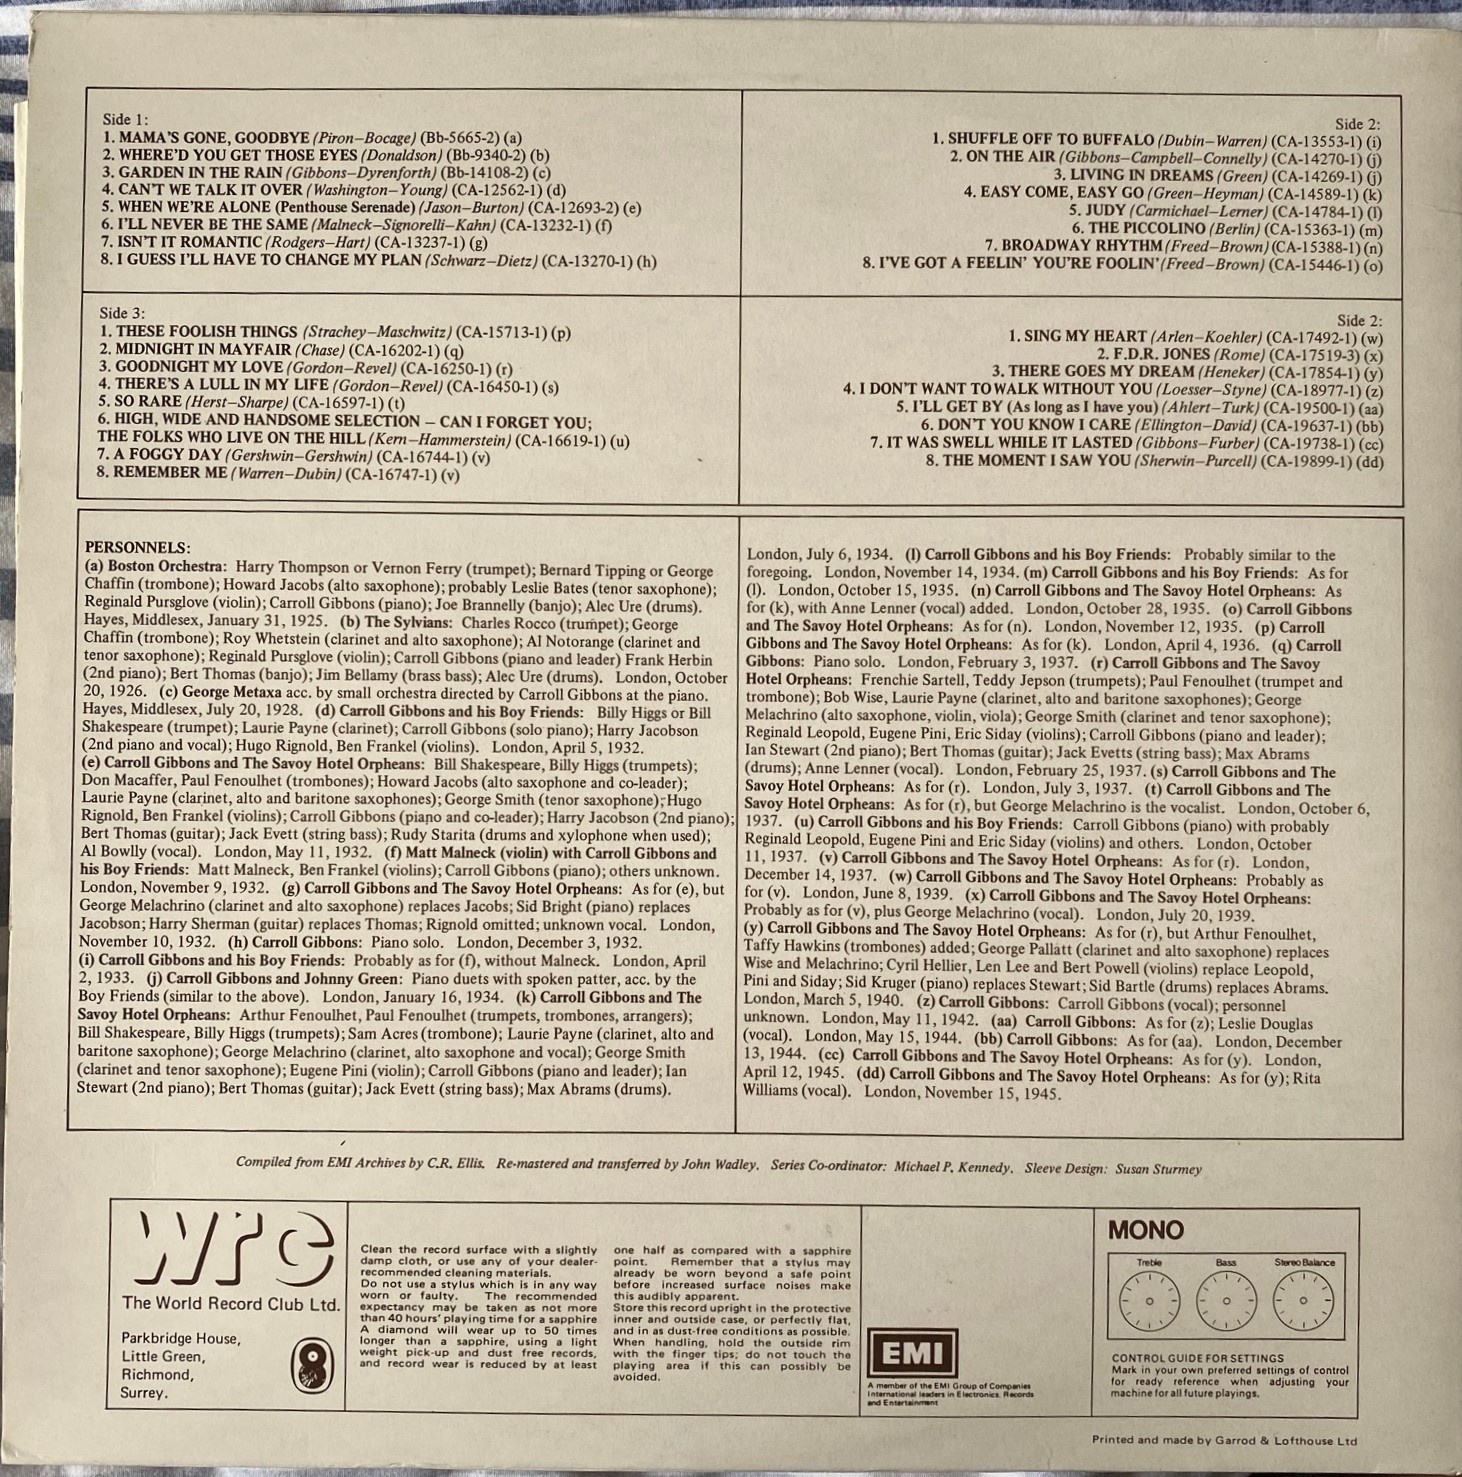 Side 1:
1. MAMA'S GONE, GOODBYE (Piron–Bocage) (Bb-5665-2) (a)
2. WHERE'D YOU GET THOSE EYES (Donaldson) (Bb-9340-2) (b)
3. GARDEN IN THE RAIN (Gibbons–Dyrenforth) (Bb-14108-2) (c)
4. CAN'T WE TALK IT OVER (Washington–Young) (CA-12562-1) (d)
5. WHEN WE'RE ALONE (Penthouse Serenade) (Jason–Burton) (CA-12693-2) (e)
6. I'LL NEVER BE THE SAME (Malneck–Signorelli–Kahn) (CA-13232-1) (f)
7. ISN'T IT ROMANTIC (Rodgers–Hart) (CA-13237-1) (g)
8. I GUESS I'LL HAVE TO CHANGE MY PLAN (Schwarz–Dietz) (CA-13270-1) (h)
Side 2:
1. SHUFFLE OFF TO BUFFALO (Dubin–Warren) (CA-13553-1) (i)
2. ON THE AIR (Gibbons–Campbell–Connelly) (CA-14270-1) (j)
3. LIVING IN DREAMS (Green) (CA-14269-1) (j)
4. EASY COME, EASY GO (Green–Heyman) (CA-14589-1) (k)
5. JUDY (Carmichael–Lerner) (CA-14784-1) (l)
6. THE PICCOLINO (Berlin) (CA-15363-1) (m)
7. BROADWAY RHYTHM (Freed–Brown) (CA-15388-1) (n)
8. I'VE GOT A FEELIN' YOU'RE FOOLIN' (Freed–Brown) (CA-15446-1) (o)
Side 3:
1. THESE FOOLISH THINGS (Strachey–Maschwitz) (CA-15713-1) (p)
2. MIDNIGHT IN MAYFAIR (Chase) (CA-16202-1) (q)
3. GOODNIGHT MY LOVE (Gordon–Revel) (CA-16250-1) (r)
4. THERE'S A LULL IN MY LIFE (Gordon–Revel) (CA-16450-1) (s)
5. SO RARE (Herst–Sharpe) (CA-16597-1) (t)
6. HIGH, WIDE AND HANDSOME SELECTION – CAN I FORGET YOU;
THE FOLKS WHO LIVE ON THE HILL (Kern–Hammerstein) (CA-16619-1) (u)
7. A FOGGY DAY (Gershwin–Gershwin) (CA-16744-1) (v)
8. REMEMBER ME (Warren–Dubin) (CA-16747-1) (v)
Side 2:
1. SING MY HEART (Arlen–Koehler) (CA-17492-1) (w)
2. F.D.R. JONES (Rome) (CA-17519-3) (x)
3. THERE GOES MY DREAM (Heneker) (CA-17854-1) (y)
4. I DON'T WANT TO WALK WITHOUT YOU (Loesser–Styne) (CA-18977-1) (z)
5. I'LL GET BY (As long as I have you) (Ahlert–Turk) (CA-19500-1) (aa)
6. DON'T YOU KNOW I CARE (Ellington–David) (CA-19637-1) (bb)
7. IT WAS SWELL WHILE IT LASTED (Gibbons–Furber) (CA-19738-1) (cc)
8. THE MOMENT I SAW YOU (Sherwin–Purcell) (CA-19899-1) (dd)
PERSONNELS:
(a) Boston Orchestra: Harry Thompson or Vernon Ferry (trumpet); Bernard Tipping or George
Chaffin (trombone); Howard Jacobs (alto saxophone); probably Leslie Bates (tenor saxophone);
Reginald Pursglove (violin); Carroll Gibbons (piano); Joe Brannelly (banjo); Alec Ure (drums).
Hayes, Middlesex, January 31, 1925. (b) The Sylvians: Charles Rocco (trumpet); George
Chaffin (trombone); Roy Whetstein (clarinet and alto saxophone); Al Notorange (clarinet and
tenor saxophone); Reginald Pursglove (violin); Carroll Gibbons (piano and leader) Frank Herbin
(2nd piano); Bert Thomas (banjo); Jim Bellamy (brass bass); Alec Ure (drums). London, October
20, 1926. (c) George Metaxa acc. by small orchestra directed by Carroll Gibbons at the piano.
Hayes, Middlesex, July 20, 1928. (d) Carroll Gibbons and his Boy Friends: Billy Higgs or Bill
Shakespeare (trumpet); Laurie Payne (clarinet); Carroll Gibbons (solo piano); Harry Jacobson
(2nd piano and vocal); Hugo Rignold, Ben Frankel (violins). London, April 5, 1932.
(e) Carroll Gibbons and The Savoy Hotel Orpheans: Bill Shakespeare, Billy Higgs (trumpets);
Don Macaffer, Paul Fenoulhet (trombones); Howard Jacobs (alto saxophone and co-leader);
Laurie Payne (clarinet, alto and baritone saxophones); George Smith (tenor saxophone); Hugo
Rignold, Ben Frankel (violins); Carroll Gibbons (piano and co-leader); Harry Jacobson (2nd piano);
Bert Thomas (guitar); Jack Evett (string bass); Rudy Starita (drums and xylophone when used);
Al Bowlly (vocal). London, May 11, 1932. (f) Matt Malneck (violin) with Carroll Gibbons and
his Boy Friends: Matt Malneck, Ben Frankel (violins); Carroll Gibbons (piano); others unknown.
London, November 9, 1932. (g) Carroll Gibbons and The Savoy Hotel Orpheans: As for (e), but
George Melachrino (clarinet and alto saxophone) replaces Jacobs; Sid Bright (piano) replaces
Jacobson; Harry Sherman (guitar) replaces Thomas; Rignold omitted; unknown vocal. London,
November 10, 1932. (h) Carroll Gibbons: Piano solo. London, December 3, 1932.
(i) Carroll Gibbons and his Boy Friends: Probably as for (f), without Malneck. London, April
2, 1933. (j) Carroll Gibbons and Johnny Green: Piano duets with spoken patter, acc. by the
Boy Friends (similar to the above). London, January 16, 1934. (k) Carroll Gibbons and The
Savoy Hotel Orpheans: Arthur Fenoulhet, Paul Fenoulhet (trumpets, trombones, arrangers);
Bill Shakespeare, Billy Higgs (trumpets); Sam Acres (trombone); Laurie Payne (clarinet, alto and
baritone saxophone); George Melachrino (clarinet, alto saxophone and vocal); George Smith
(clarinet and tenor saxophone); Eugene Pini (violin); Carroll Gibbons (piano and leader); Ian
Stewart (2nd piano); Bert Thomas (guitar); Jack Evett (string bass); Max Abrams (drums).
London, July 6, 1934. (l) Carroll Gibbons and his Boy Friends: Probably similar to the
foregoing. London, November 14, 1934. (m) Carroll Gibbons and his Boy Friends: As for
(l). London, October 15, 1935. (n) Carroll Gibbons and The Savoy Hotel Orpheans: As
for (k), with Anne Lenner (vocal) added. London, October 28, 1935. (o) Carroll Gibbons
and The Savoy Hotel Orpheans: As for (n). London, November 12, 1935. (p) Carroll
Gibbons and The Savoy Hotel Orpheans: As for (k). London, April 4, 1936. (q) Carroll
Gibbons: Piano solo. London, February 3, 1937. (r) Carroll Gibbons and The Savoy
Hotel Orpheans: Frenchie Sartell, Teddy Jepson (trumpets); Paul Fenoulhet (trumpet and
trombone); Bob Wise, Laurie Payne (clarinet, alto and baritone saxophones); George
Melachrino (alto saxophone, violin, viola); George Smith (clarinet and tenor saxophone);
Reginald Leopold, Eugene Pini, Eric Siday (violins); Carroll Gibbons (piano and leader);
Ian Stewart (2nd piano); Bert Thomas (guitar); Jack Evetts (string bass); Max Abrams
(drums); Anne Lenner (vocal). London, February 25, 1937. (s) Carroll Gibbons and The
Savoy Hotel Orpheans: As for (r). London, July 3, 1937. (t) Carroll Gibbons and The
Savoy Hotel Orpheans: As for (r), but George Melachrino is the vocalist. London, October 6,
1937. (u) Carroll Gibbons and his Boy Friends: Carroll Gibbons (piano) with probably
Reginald Leopold, Eugene Pini and Eric Siday (violins) and others. London, October
11, 1937. (v) Carroll Gibbons and The Savoy Hotel Orpheans: As for (r). London,
December 14, 1937. (w) Carroll Gibbons and The Savoy Hotel Orpheans: Probably as
for (v). London, June 8, 1939. (x) Carroll Gibbons and The Savoy Hotel Orpheans:
Probably as for (v), plus George Melachrino (vocal). London, July 20, 1939.
(y) Carroll Gibbons and The Savoy Hotel Orpheans: As for (r), but Arthur Fenoulhet,
Taffy Hawkins (trombones) added; George Pallatt (clarinet and alto saxophone) replaces
Wise and Melachrino; Cyril Hellier, Len Lee and Bert Powell (violins) replace Leopold,
Pini and Siday; Sid Kruger (piano) replaces Stewart; Sid Bartle (drums) replaces Abrams.
London, March 5, 1940. (z) Carroll Gibbons: Carroll Gibbons (vocal); personnel
unknown. London, May 11, 1942. (aa) Carroll Gibbons: As for (z); Leslie Douglas
(vocal). London, May 15, 1944. (bb) Carroll Gibbons: As for (aa). London, December
13, 1944. (cc) Carroll Gibbons and The Savoy Hotel Orpheans: As for (y). London,
April 12, 1945. (dd) Carroll Gibbons and The Savoy Hotel Orpheans: As for (y); Rita
Williams (vocal). London, November 15, 1945.
Compiled from EMI Archives by C.R. Ellis. Re-mastered and transferred by John Wadley. Series Co-ordinator: Michael P. Kennedy. Sleeve Design: Susan Sturmey
wrc
The World Record Club Ltd.
Parkbridge House,
Little Green,
Richmond,
Surrey.
Clean the record surface with a slightly
damp cloth, or use any of your dealer-
recommended cleaning materials.
Do not use a stylus which is in any way
worn or faulty. The recommended
expectancy may be taken as not more
than 40 hours' playing time for a sapphire
A diamond will wear up to 50 times
longer than a sapphire, using a light
weight pick-up and dust free records,
and record wear is reduced by at least
one half as compared with a sapphire
point. Remember that a stylus may
already be worn beyond a safe point
before increased surface noises make
this audibly apparent.
Store this record upright in the protective
inner and outside case, or perfectly flat,
and in as dust-free conditions as possible.
When handling, hold the outside rim
with the finger tips; do not touch the
playing area if this can possibly be
avoided.
EMI
A member of the EMI Group of Companies
International leaders in Electronics, Records
and Entertainment
MONO
Treble Bass Stereo Balance
CONTROL GUIDE FOR SETTINGS
Mark in your own preferred settings of control
for ready reference when adjusting your
machine for all future playings.
Printed and made by Garrod & Lofthouse Ltd